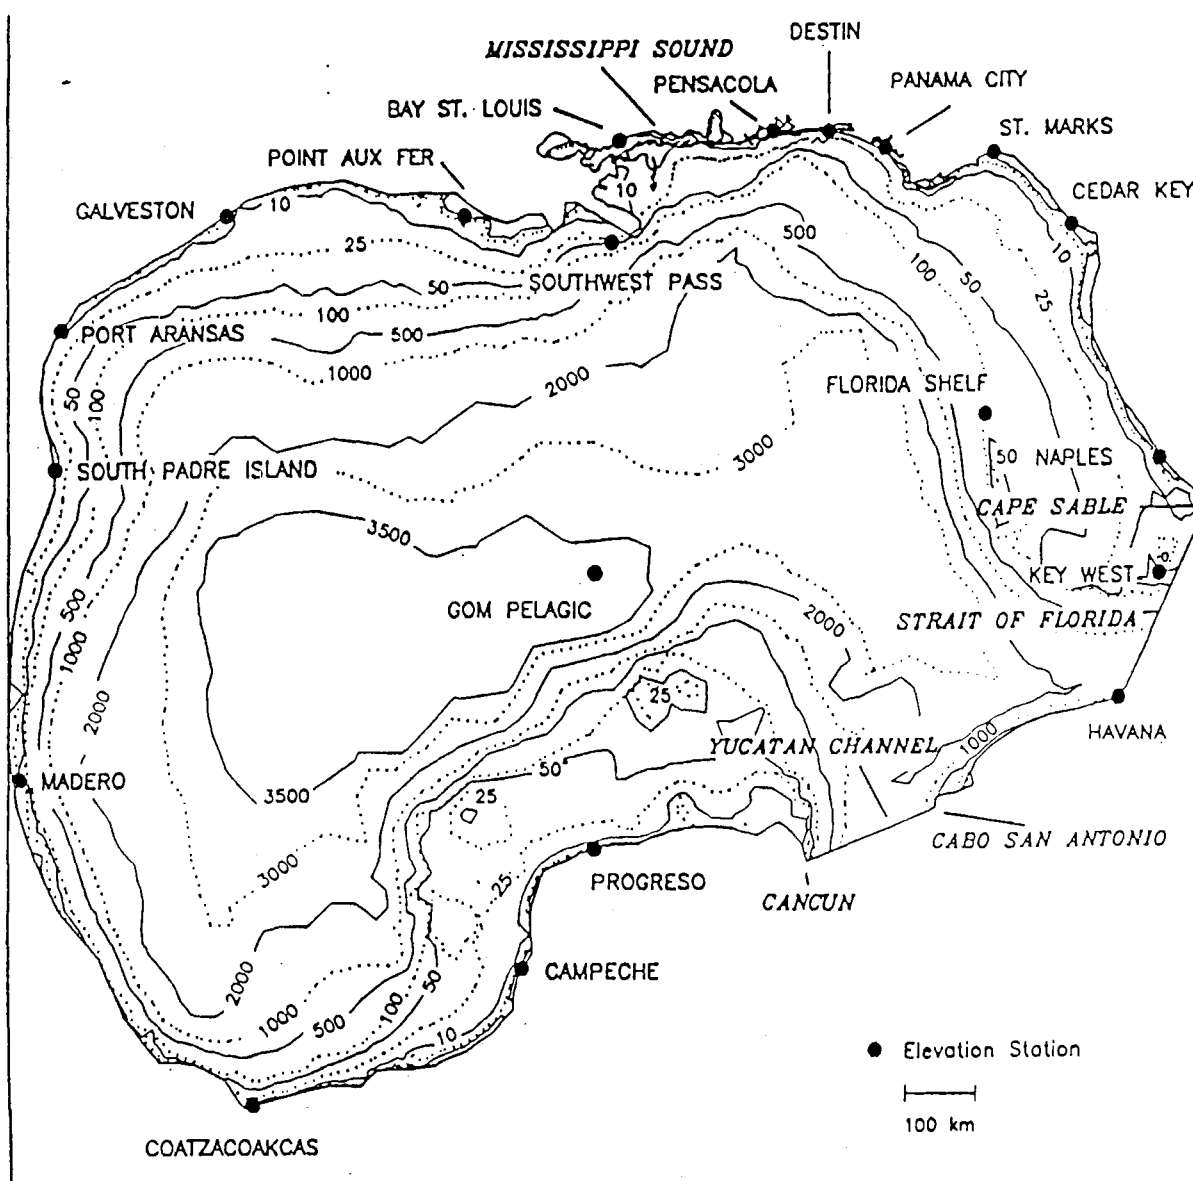 DESTIN
MISSISSIPPI SOUND
PENSACOLA
PANAMA CITY
BAY ST. LOUIS
ST. MARKS
POINT AUX FER
CEDAR KEY
GALVESTON
10
10
10
25
500
100
50
25
SOUTHWEST PASS
50
100
500
PORT ARANSAS
1000
2000
FLORIDA SHELF
50
100
3000
50
NAPLES
SOUTH PADRE ISLAND
CAPE SABLE
3500
KEY WEST
GOM PELAGIC
500
1000
2000
STRAIT OF FLORIDA
2000
25
HAVANA
YUCATAN CHANNEL
1000
50
MADERO
3500
25
CABO SAN ANTONIO
3000
25
PROGRESO
CANCUN
CAMPECHE
2000
50
100
1000
500
10
Elevation Station
100 km
COATZACOAKCAS